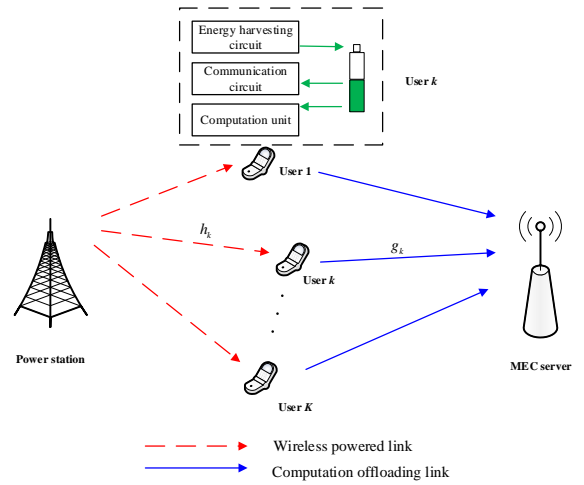 Energy harvesting
circuit
Communication
circuit
Computation unit
User k
User 1
h_k
g_k
User k
Power station
MEC server
User K
Wireless powered link
Computation offloading link